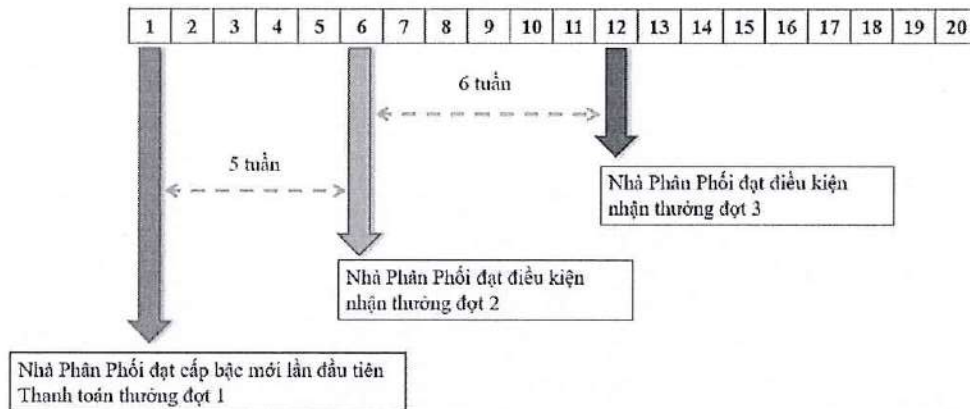 1 2 3 4 5 6 7 8 9 10 11 12 13 14 15 16 17 18 19 20
6 tuần
5 tuần
Nhà Phân Phối đạt điều kiện
nhận thưởng đợt 3
Nhà Phân Phối đạt điều kiện
nhận thưởng đợt 2
Nhà Phân Phối đạt cấp bậc mới lần đầu tiên
Thanh toán thưởng đợt 1